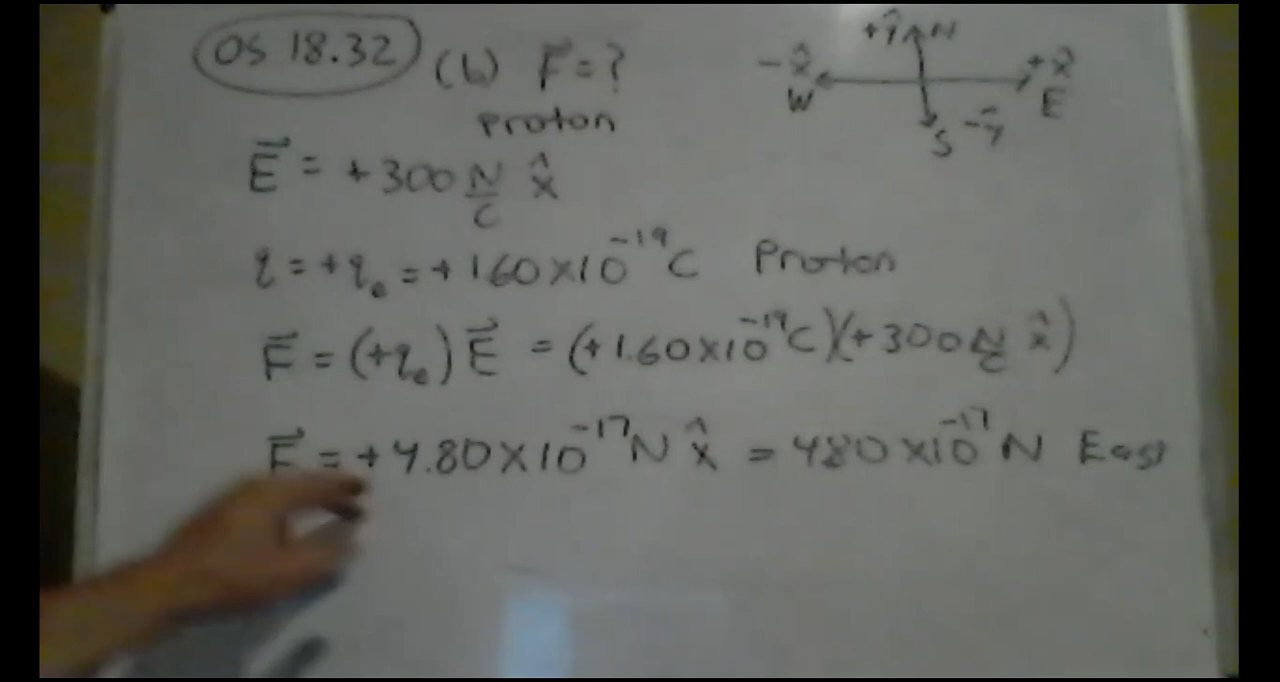 OS 18.32 (b) F⃗ = ?
proton
+ŷ N
-x̂ +x̂
W E
S -ŷ
E⃗ = +300 N/C x̂
q = +qₑ = +1.60×10⁻¹⁹ C Proton
F⃗ = (+qₑ) E⃗ = (+1.60×10⁻¹⁹ C)(+300 N/C x̂)
F⃗ = +4.80×10⁻¹⁷ N x̂ = 4.80×10⁻¹⁷ N East